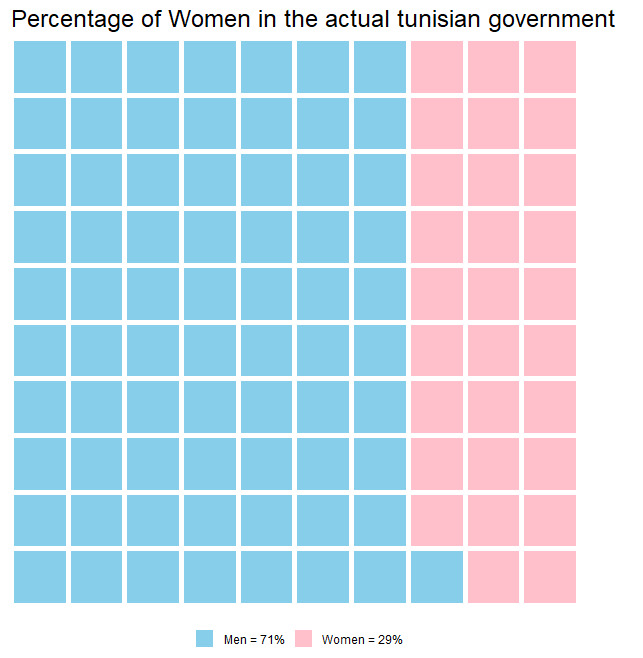 Percentage of Women in the actual tunisian government
Men = 71% Women = 29%